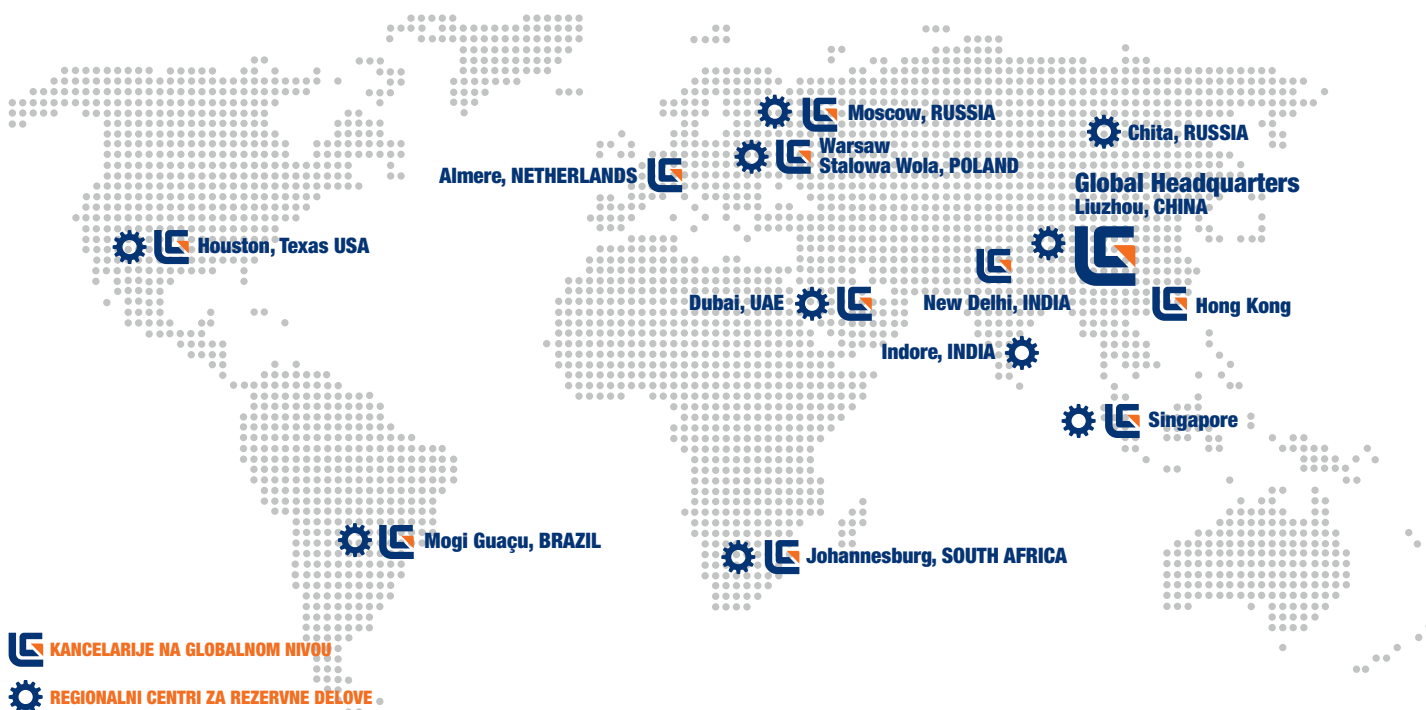 Moscow, RUSSIA
Chita, RUSSIA
Warsaw
Stalowa Wola, POLAND
Almere, NETHERLANDS
Global Headquarters
Liuzhou, CHINA
Houston, Texas USA
Dubai, UAE
New Delhi, INDIA
Hong Kong
Indore, INDIA
Singapore
Mogi Guaçu, BRAZIL
Johannesburg, SOUTH AFRICA
KANCELARIJE NA GLOBALNOM NIVOU
REGIONALNI CENTRI ZA REZERVNE DELOVE